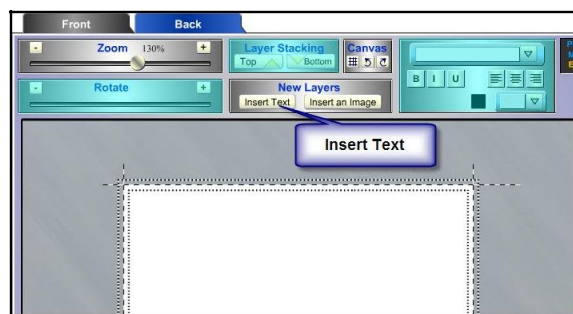 Front Back
- Zoom 130% +
Layer Stacking
Top Bottom
Canvas
- Rotate +
New Layers
Insert Text Insert an Image
B I U
Insert Text